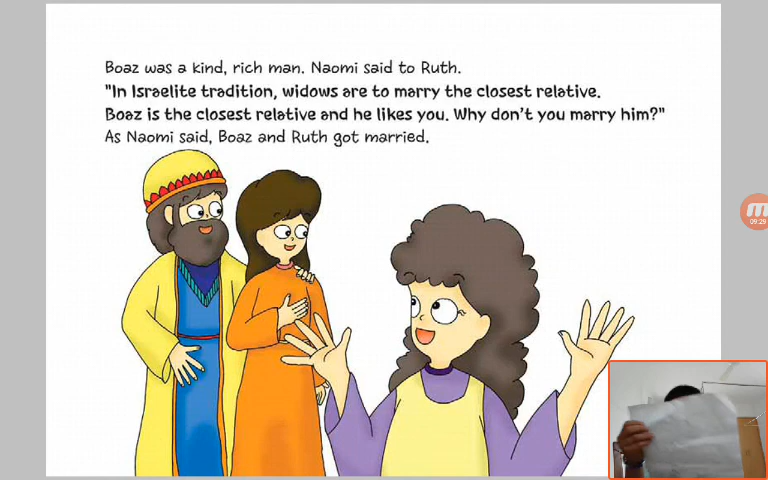 Boaz was a kind, rich man. Naomi said to Ruth.
"In Israelite tradition, widows are to marry the closest relative.
Boaz is the closest relative and he likes you. Why don't you marry him?"
As Naomi said, Boaz and Ruth got married.
09:29